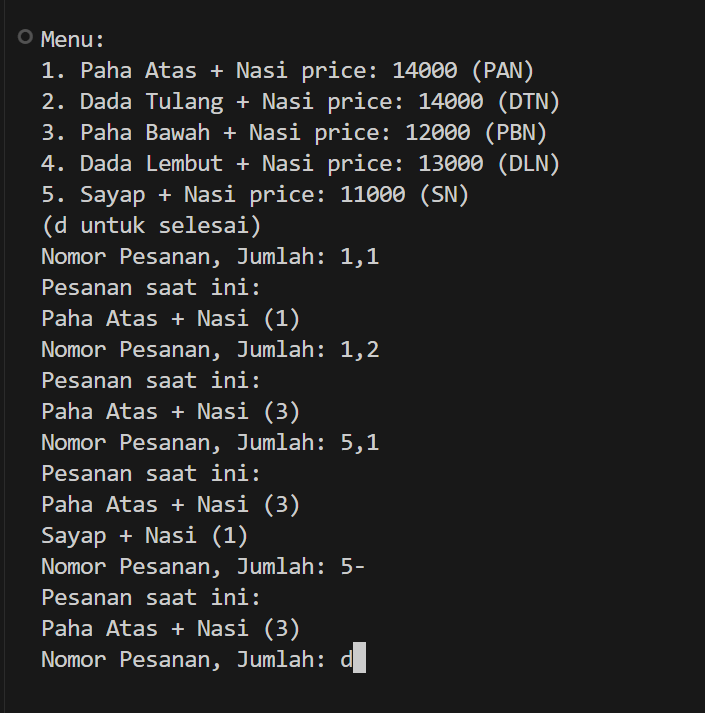 Menu:
1. Paha Atas + Nasi price: 14000 (PAN)
2. Dada Tulang + Nasi price: 14000 (DTN)
3. Paha Bawah + Nasi price: 12000 (PBN)
4. Dada Lembut + Nasi price: 13000 (DLN)
5. Sayap + Nasi price: 11000 (SN)
(d untuk selesai)
Nomor Pesanan, Jumlah: 1,1
Pesanan saat ini:
Paha Atas + Nasi (1)
Nomor Pesanan, Jumlah: 1,2
Pesanan saat ini:
Paha Atas + Nasi (3)
Nomor Pesanan, Jumlah: 5,1
Pesanan saat ini:
Paha Atas + Nasi (3)
Sayap + Nasi (1)
Nomor Pesanan, Jumlah: 5-
Pesanan saat ini:
Paha Atas + Nasi (3)
Nomor Pesanan, Jumlah: d